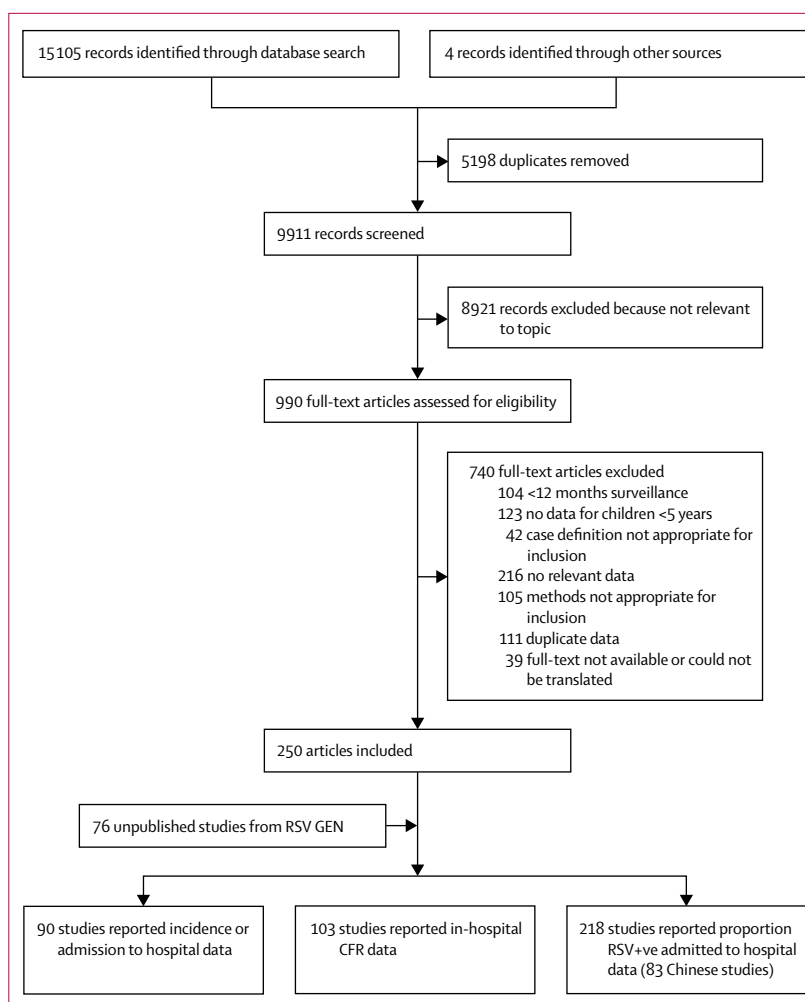 15105 records identified through database search
4 records identified through other sources
5198 duplicates removed
9911 records screened
8921 records excluded because not relevant
to topic
990 full-text articles assessed for eligibility
740 full-text articles excluded
104 <12 months surveillance
123 no data for children <5 years
42 case definition not appropriate for
inclusion
216 no relevant data
105 methods not appropriate for
inclusion
111 duplicate data
39 full-text not available or could not
be translated
250 articles included
76 unpublished studies from RSV GEN
90 studies reported incidence or
admission to hospital data
103 studies reported in-hospital
CFR data
218 studies reported proportion
RSV+ve admitted to hospital
data (83 Chinese studies)